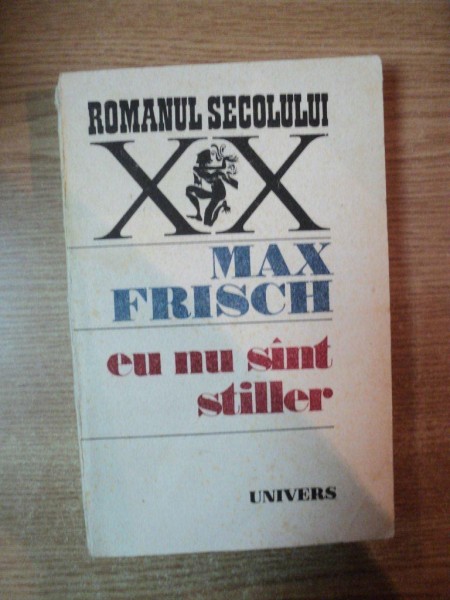 ROMANUL SECOLULUI
XX
MAX
FRISCH
eu nu sînt
stiller
UNIVERS